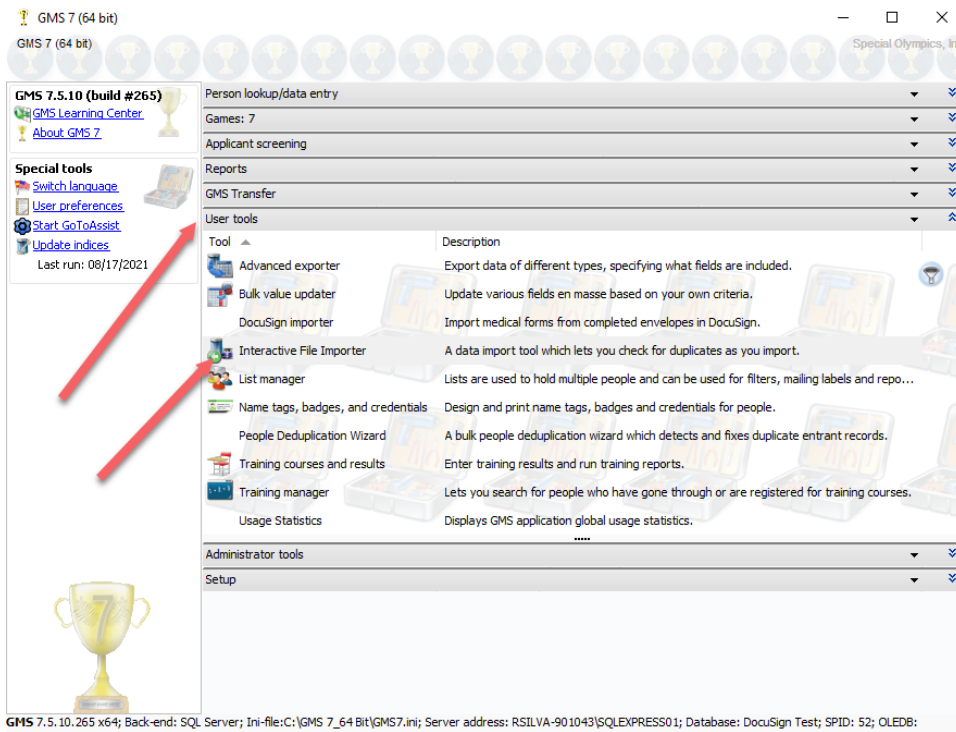 GMS 7 (64 bit)
GMS 7 (64 bit)
Special Olympics, In
GMS 7.5.10 (build #265)
GMS Learning Center
About GMS 7
Special tools
Switch language
User preferences
Start GoToAssist
Update indices
Last run: 08/17/2021
Person lookup/data entry
Games: 7
Applicant screening
Reports
GMS Transfer
User tools
Tool Description
Advanced exporter Export data of different types, specifying what fields are included.
Bulk value updater Update various fields en masse based on your own criteria.
DocuSign importer Import medical forms from completed envelopes in DocuSign.
Interactive File Importer A data import tool which lets you check for duplicates as you import.
List manager Lists are used to hold multiple people and can be used for filters, mailing labels and repo...
Name tags, badges, and credentials Design and print name tags, badges and credentials for people.
People Deduplication Wizard A bulk people deduplication wizard which detects and fixes duplicate entrant records.
Training courses and results Enter training results and run training reports.
Training manager Lets you search for people who have gone through or are registered for training courses.
Usage Statistics Displays GMS application global usage statistics.
Administrator tools
Setup
7
GMS 7.5.10.265 x64; Back-end: SQL Server; Ini-file:C:\GMS 7_64 Bit\GMS7.ini; Server address: RSILVA-901043\SQLEXPRESS01; Database: DocuSign Test; SPID: 52; OLEDB: